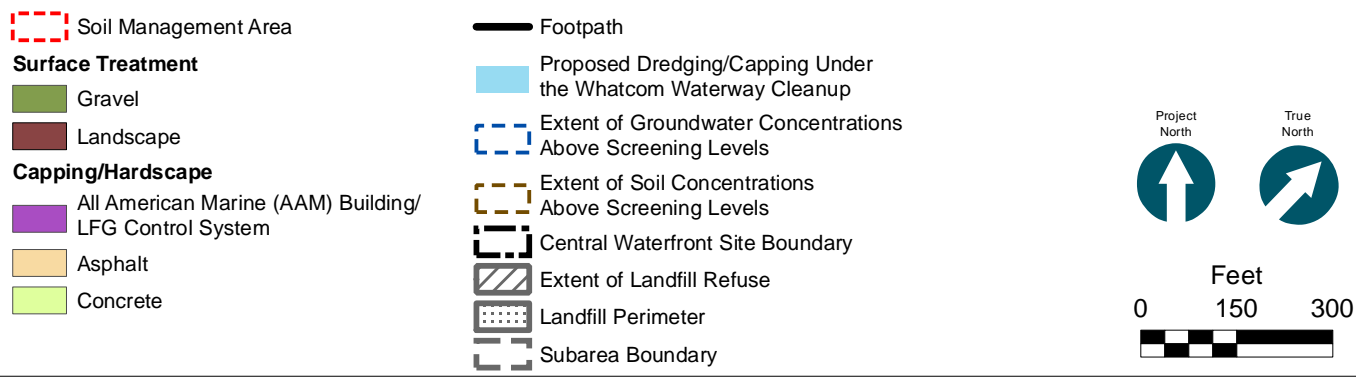 Soil Management Area
Surface Treatment
Gravel
Landscape
Capping/Hardscape
All American Marine (AAM) Building/
LFG Control System
Asphalt
Concrete
Footpath
Proposed Dredging/Capping Under
the Whatcom Waterway Cleanup
Extent of Groundwater Concentrations
Above Screening Levels
Extent of Soil Concentrations
Above Screening Levels
Central Waterfront Site Boundary
Extent of Landfill Refuse
Landfill Perimeter
Subarea Boundary
Project
North
True
North
Feet
0 150 300